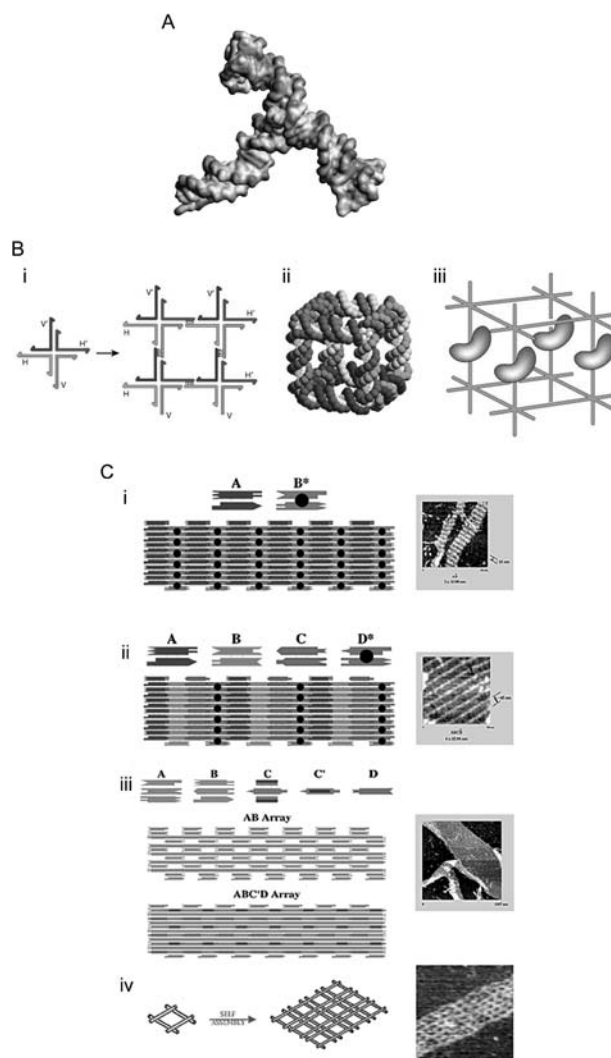 A
B
i
ii
iii
V'
V'
V'
H'
H'
H
H
V
V
C
i
A
B*
ii
A
B
C
D*
iii
A
B
C
C'
D
AB Array
ABC'D Array
iv
SELF
ASSEMBLY